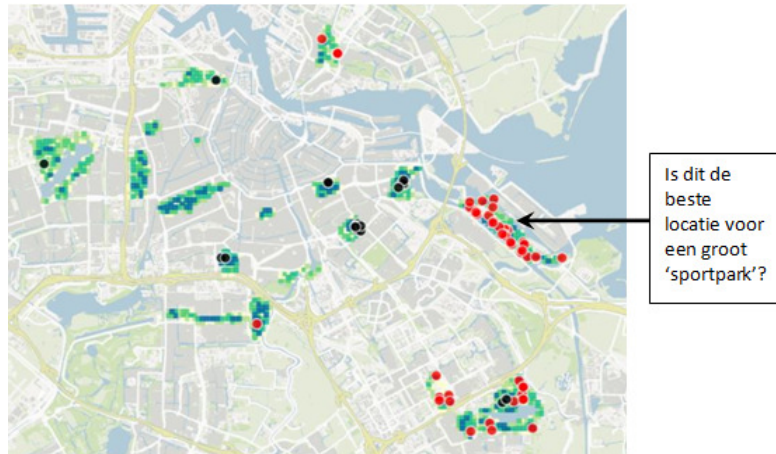 Is dit de
beste
locatie voor
een groot
‘sportpark’?